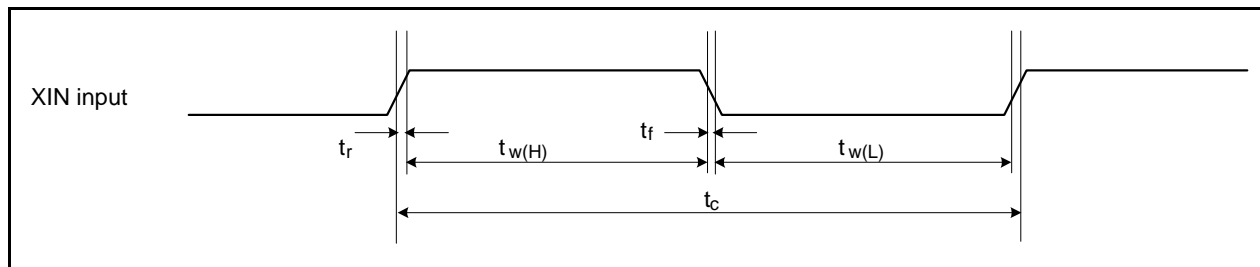 XIN input
tr
tw(H)
tf
tw(L)
tc